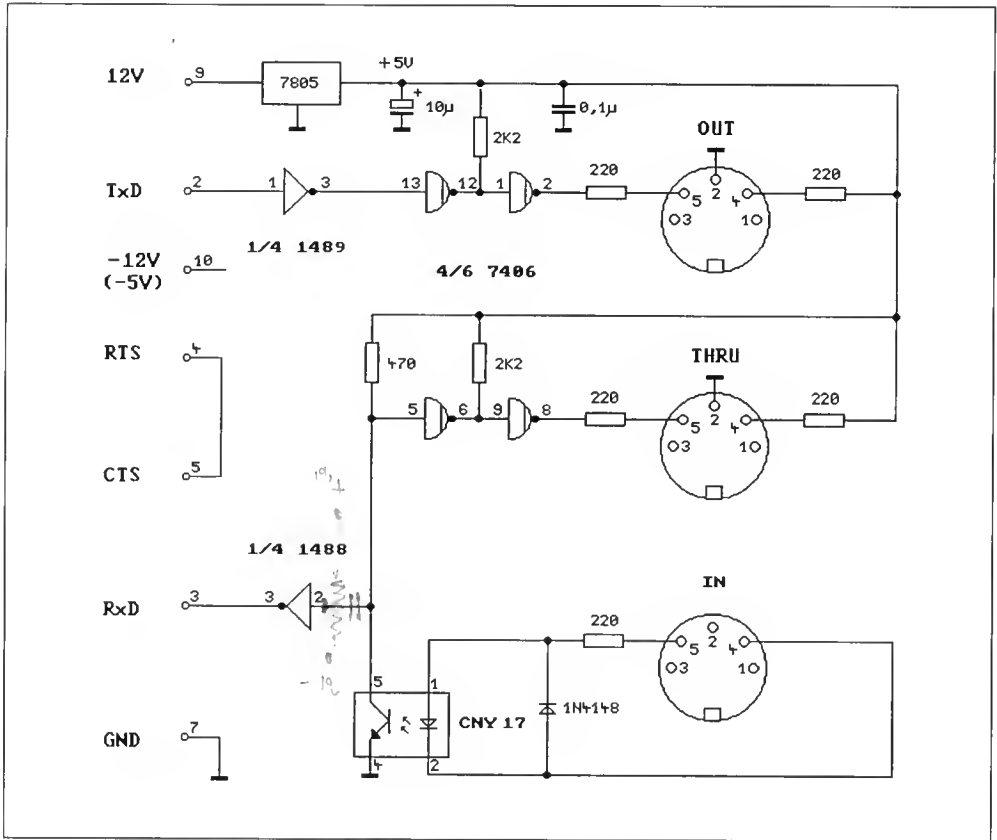 12V 9 7805 +5V + 10µ 2K2 0,1µ
OUT
TxD 2 1 3 13 12 1 2 220 5 2 4 220
3 1
1/4 1489
-12V 10
(-5V)
4/6 7406
RTS 4 470 2K2
THRU
5 6 9 8 220 5 2 4 220
3 1
CTS 5
1/4 1488
IN
RxD 3 3 2
220 5 2 4
3 1
5 1 1N4148
CNY 17
GND 7 4 2